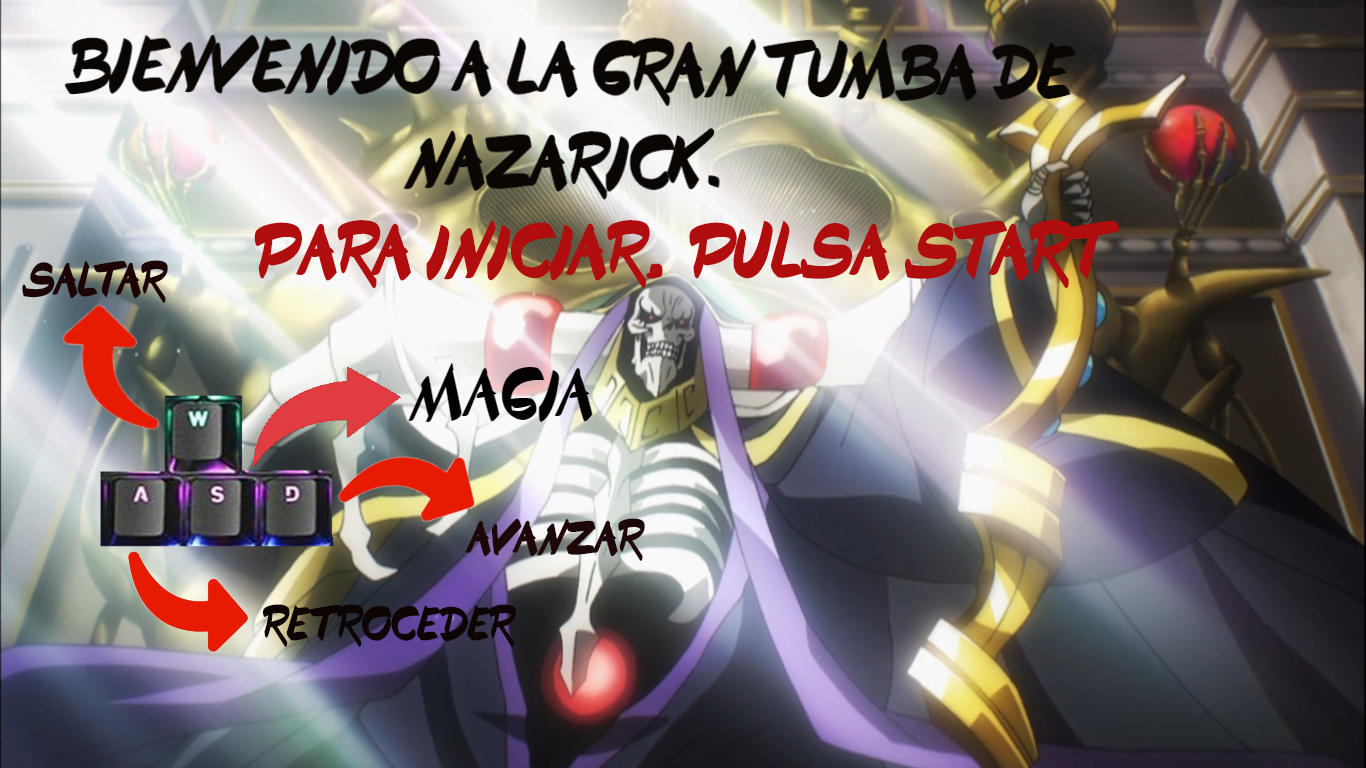 BIENVENIDO A LA GRAN TUMBA DE
NAZARICK.
PARA INICIAR, PULSA START
SALTAR
MAGIA
W
A S D
AVANZAR
RETROCEDER